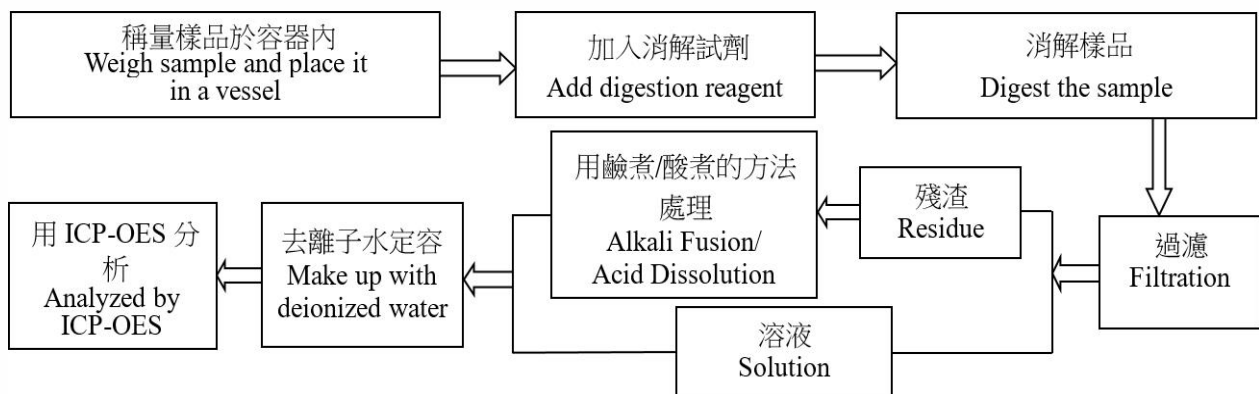 稱量樣品於容器內
Weigh sample and place it
in a vessel
加入消解試劑
Add digestion reagent
消解樣品
Digest the sample
過濾
Filtration
殘渣
Residue
用鹼煮/酸煮的方法
處理
Alkali Fusion/
Acid Dissolution
溶液
Solution
去離子水定容
Make up with
deionized water
用 ICP-OES 分
析
Analyzed by
ICP-OES